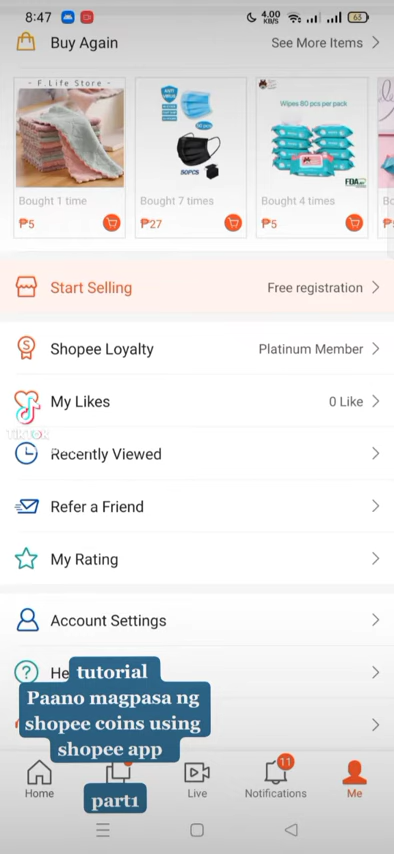 8:47
4.00
KB/S
63
Buy Again
See More Items
- F.Life Store -
50PCS
Wipes 80 pcs per pack
FDA
Bought 1 time
Bought 7 times
Bought 4 times
₱5
₱27
₱5
Start Selling
Free registration
Shopee Loyalty
Platinum Member
My Likes
0 Like
TikTok
Recently Viewed
Refer a Friend
My Rating
Account Settings
He
tutorial
Paano magpasa ng
shopee coins using
shopee app
part1
11
Home
Live
Notifications
Me